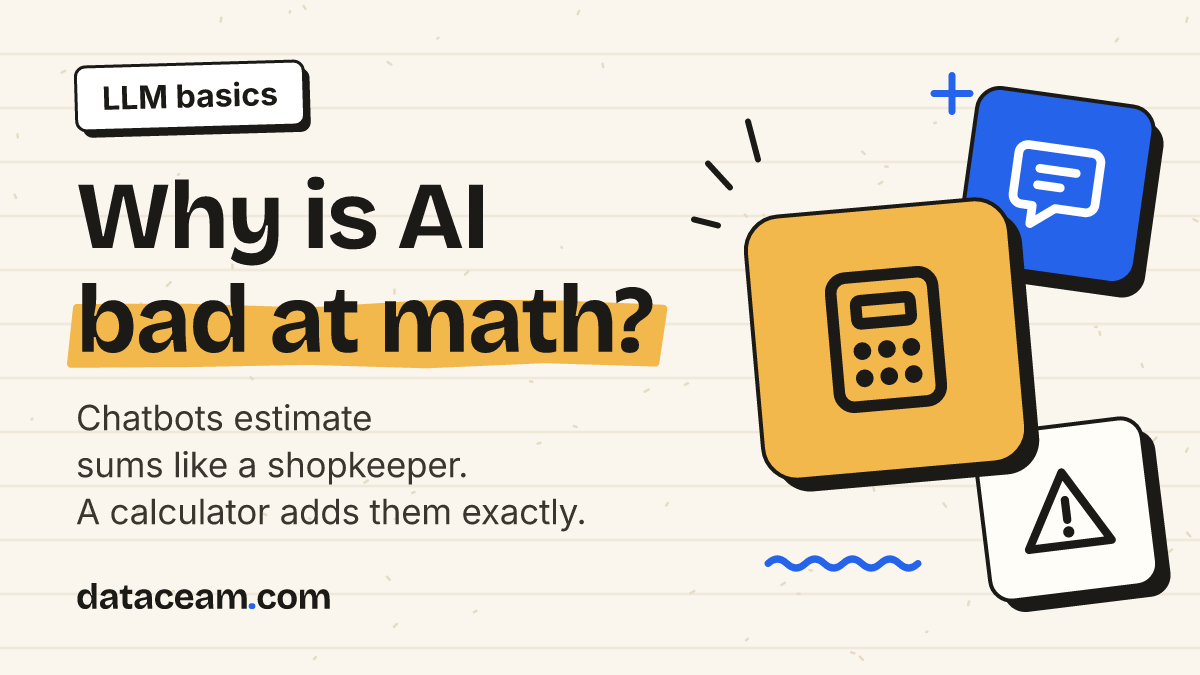 LLM basics
Why is AI
bad at math?
Chatbots estimate
sums like a shopkeeper.
A calculator adds them exactly.
dataceam.com